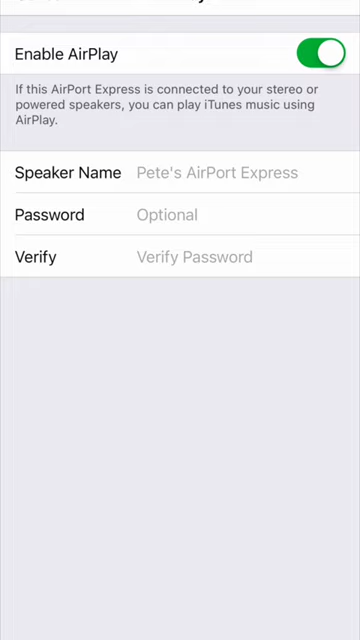 Enable AirPlay
If this AirPort Express is connected to your stereo or
powered speakers, you can play iTunes music using
AirPlay.
Speaker Name Pete's AirPort Express
Password Optional
Verify Verify Password